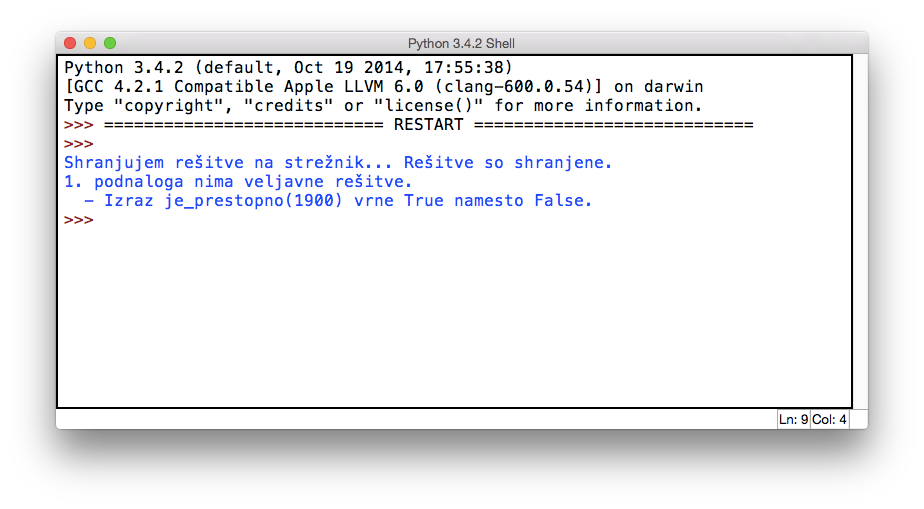 Python 3.4.2 Shell
Python 3.4.2 (default, Oct 19 2014, 17:55:38)
[GCC 4.2.1 Compatible Apple LLVM 6.0 (clang-600.0.54)] on darwin
Type "copyright", "credits" or "license()" for more information.
>>> ============================ RESTART ============================
>>>
Shranjujem rešitve na strežnik... Rešitve so shranjene.
1. podnaloga nima veljavne rešitve.
  - Izraz je_prestopno(1900) vrne True namesto False.
>>>
Ln: 9 Col: 4